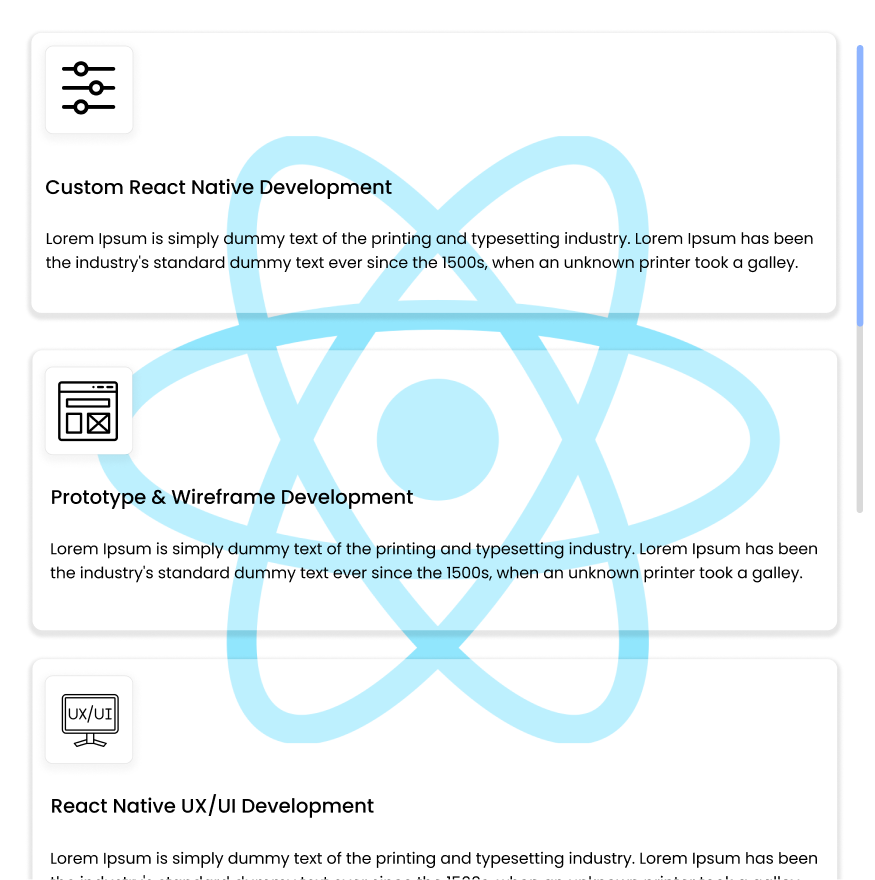 Custom React Native Development
Lorem Ipsum is simply dummy text of the printing and typesetting industry. Lorem Ipsum has been
the industry's standard dummy text ever since the 1500s, when an unknown printer took a galley.
Prototype & Wireframe Development
Lorem Ipsum is simply dummy text of the printing and typesetting industry. Lorem Ipsum has been
the industry's standard dummy text ever since the 1500s, when an unknown printer took a galley.
UX/UI
React Native UX/UI Development
Lorem Ipsum is simply dummy text of the printing and typesetting industry. Lorem Ipsum has been